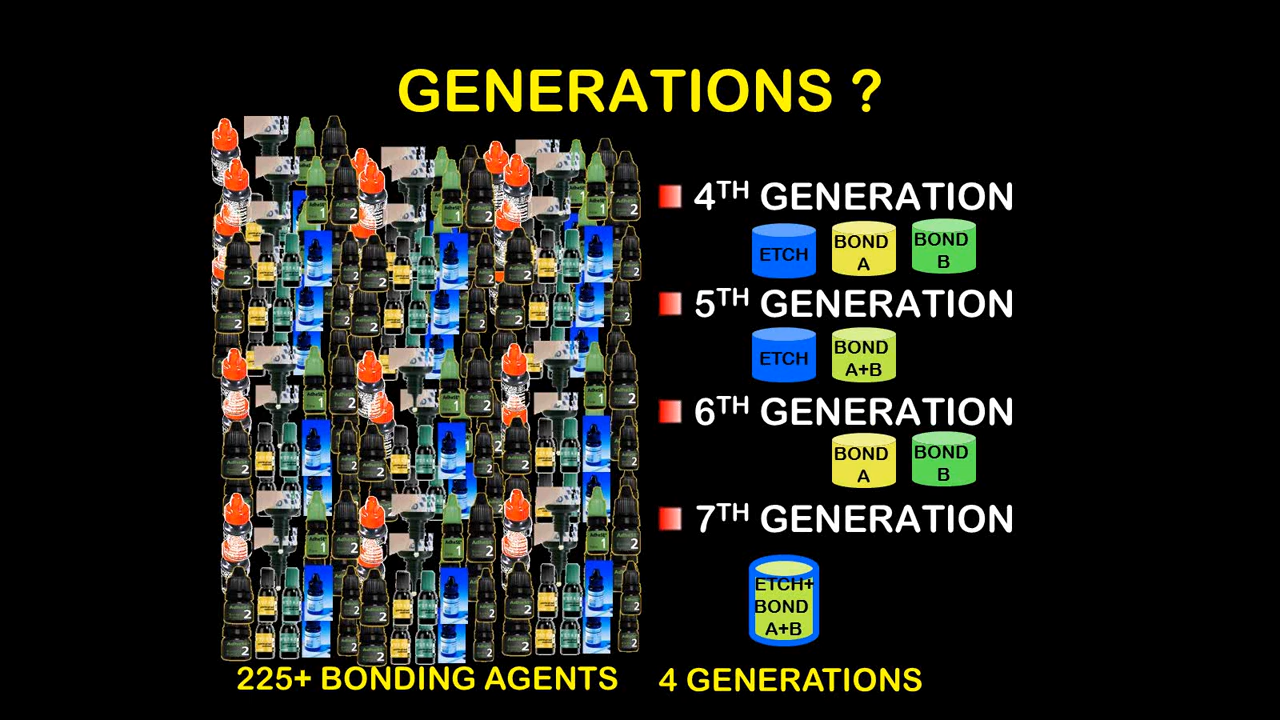 GENERATIONS ?
4TH GENERATION
ETCH
BOND
A
BOND
B
5TH GENERATION
ETCH
BOND
A+B
6TH GENERATION
BOND
A
BOND
B
7TH GENERATION
ETCH+
BOND
A+B
225+ BONDING AGENTS
4 GENERATIONS